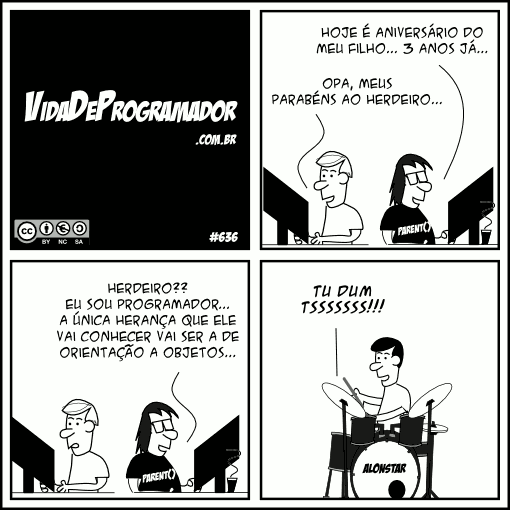 VIDADEPROGRAMADOR
.COM.BR
CC
BY NC SA
#636
HOJE É ANIVERSÁRIO DO
MEU FILHO... 3 ANOS JÁ...
OPA, MEUS
PARABÉNS AO HERDEIRO...
PARENT()
HERDEIRO??
EU SOU PROGRAMADOR...
A ÚNICA HERANÇA QUE ELE
VAI CONHECER VAI SER A DE
ORIENTAÇÃO A OBJETOS...
PARENT()
TU DUM
TSSSSSSS!!!
ALONSTAR